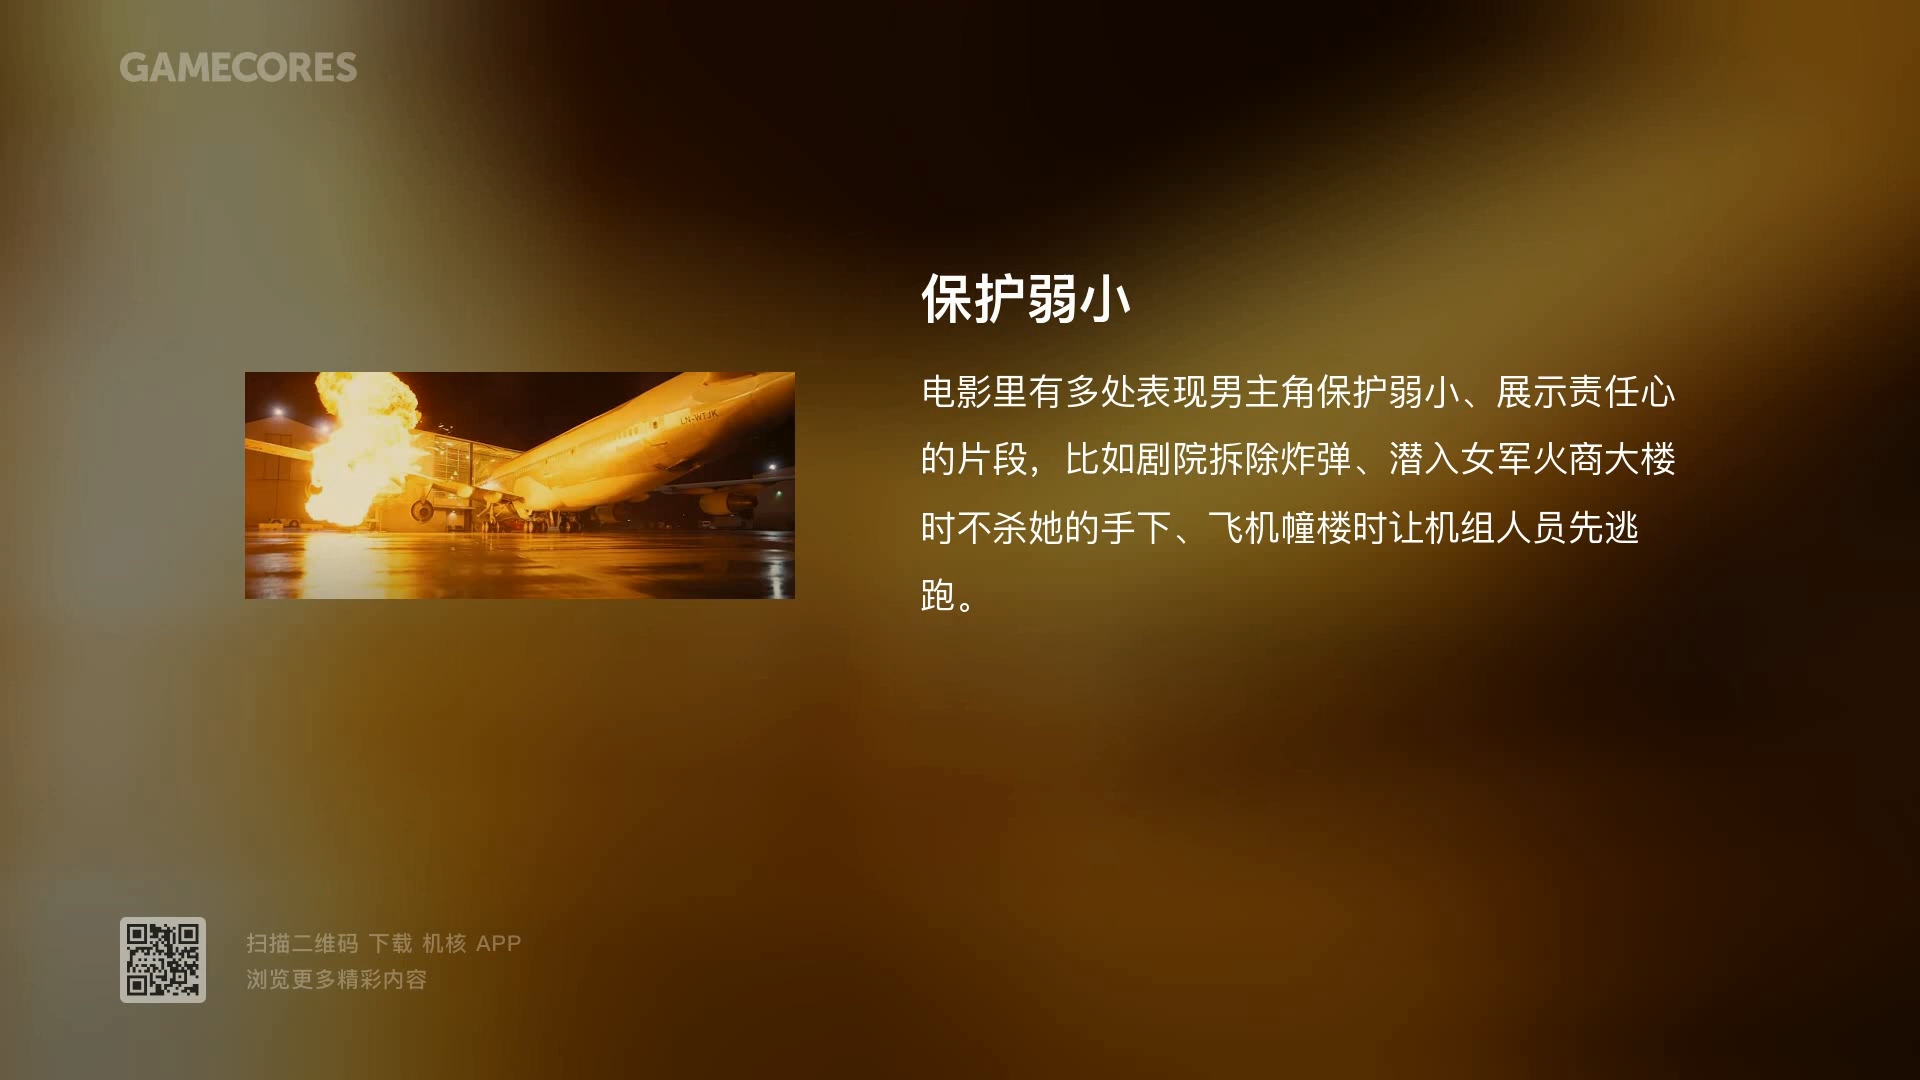 GAMECORES
保护弱小
电影里有多处表现男主角保护弱小、展示责任心
的片段，比如剧院拆除炸弹、潜入女军火商大楼
时不杀她的手下、飞机幢楼时让机组人员先逃
跑。
LN-WTJK
扫描二维码 下载 机核 APP
浏览更多精彩内容